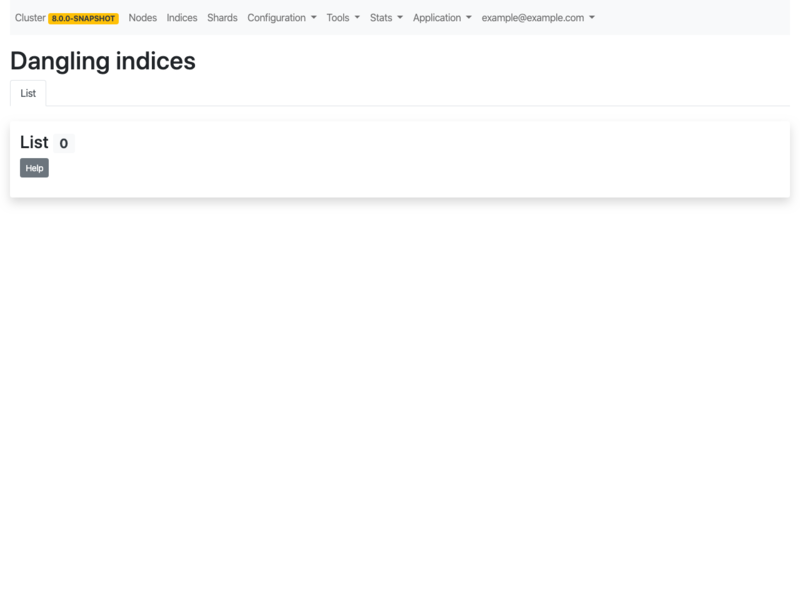 Cluster 8.0.0-SNAPSHOT Nodes Indices Shards Configuration Tools Stats Application example@example.com
Dangling indices
List
List 0
Help